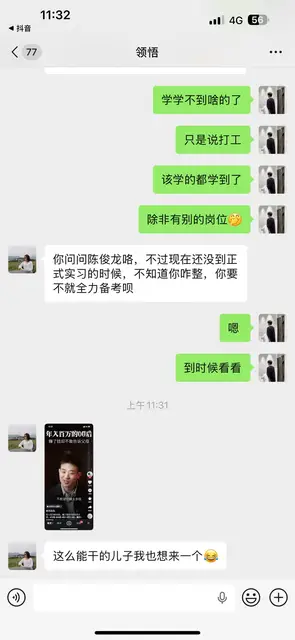 11:32
4G
56
抖音
77
领悟
学学不到啥的了
只是说打工
该学的都学到了
除非有别的岗位
你问问陈俊龙咯，不过现在还没到正
式实习的时候，不知道你咋整，你要
不就全力备考呗
嗯
到时候看看
上午 11:31
年入百万的00后
这么能干的儿子我也想来一个